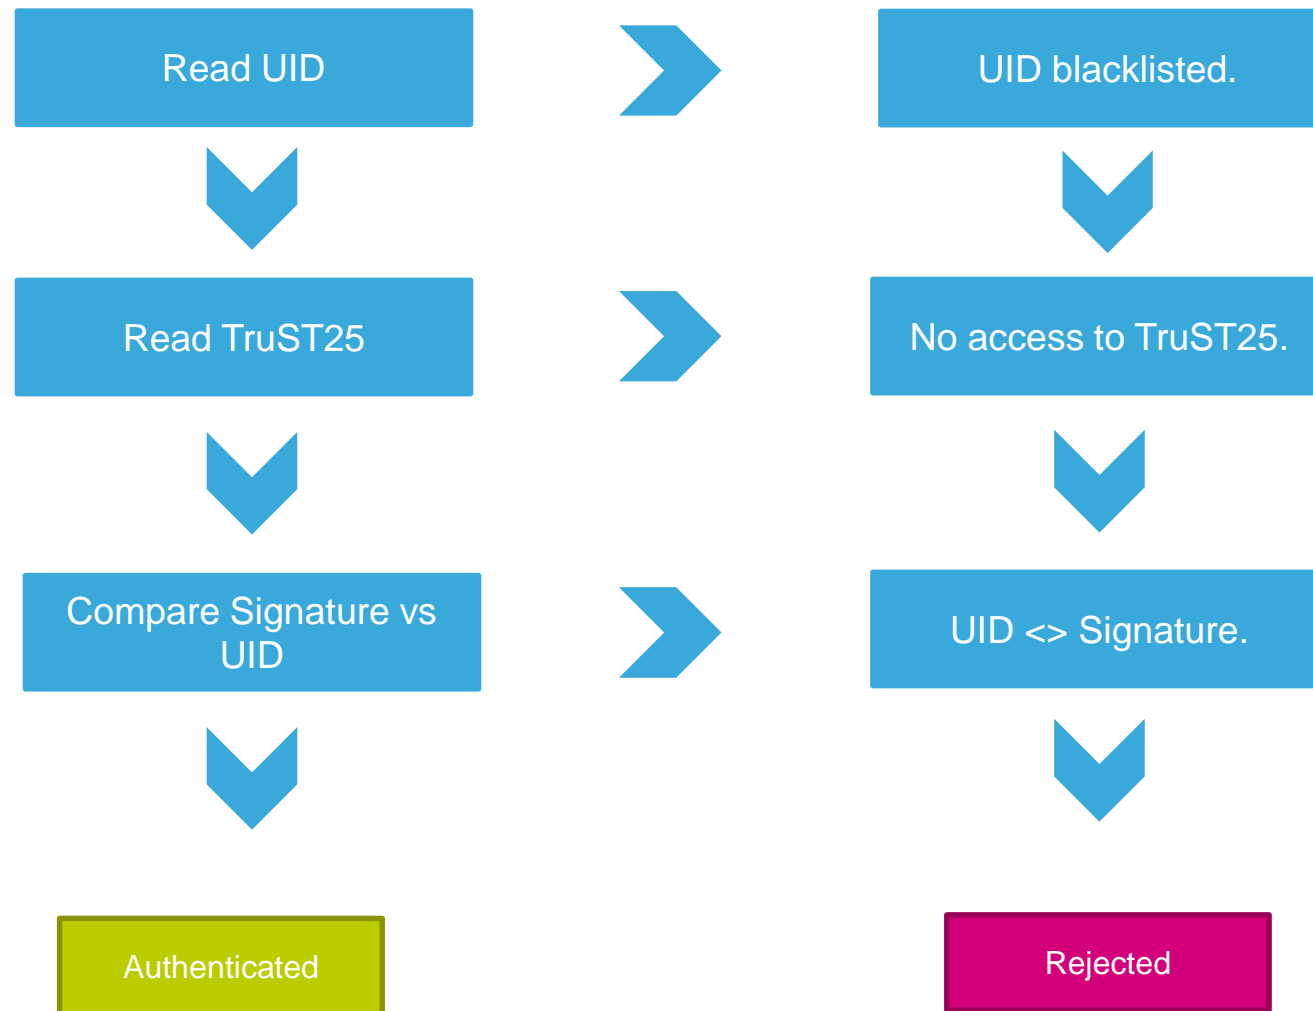 Read UID
UID blacklisted.
Read TruST25
No access to TruST25.
Compare Signature vs
UID
UID <> Signature.
Authenticated
Rejected